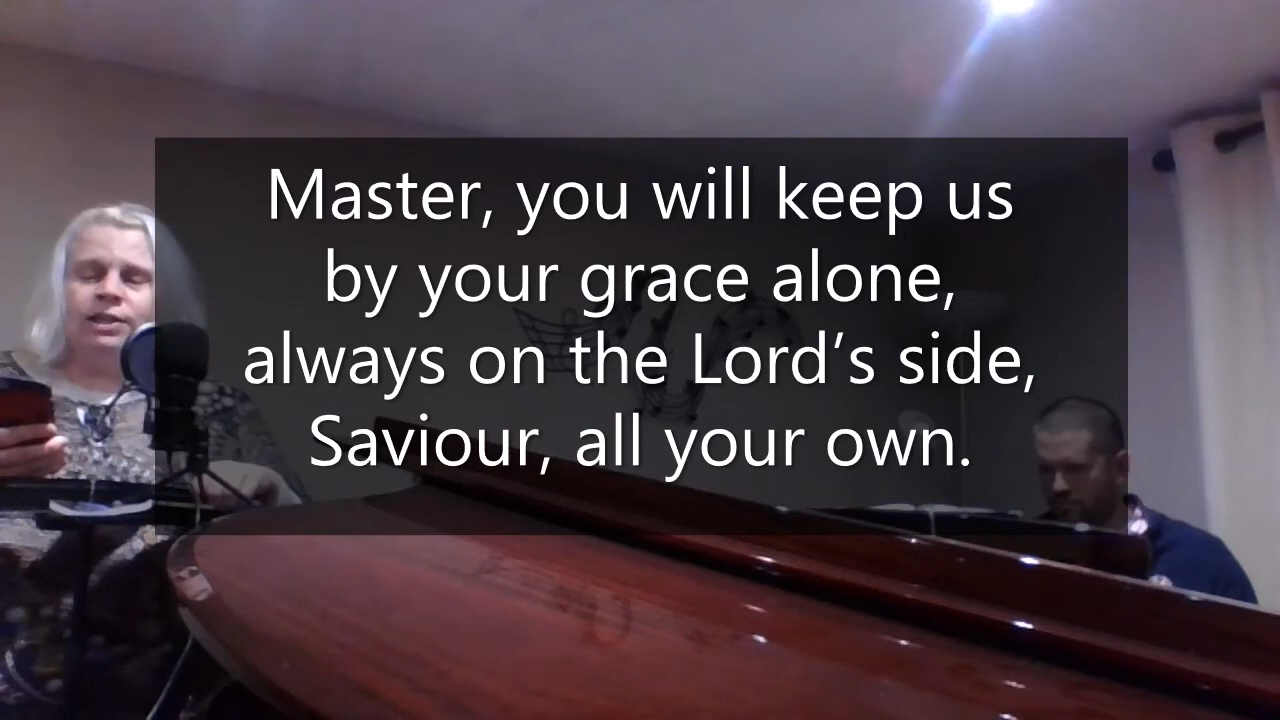 Master, you will keep us
by your grace alone,
always on the Lord’s side,
Saviour, all your own.